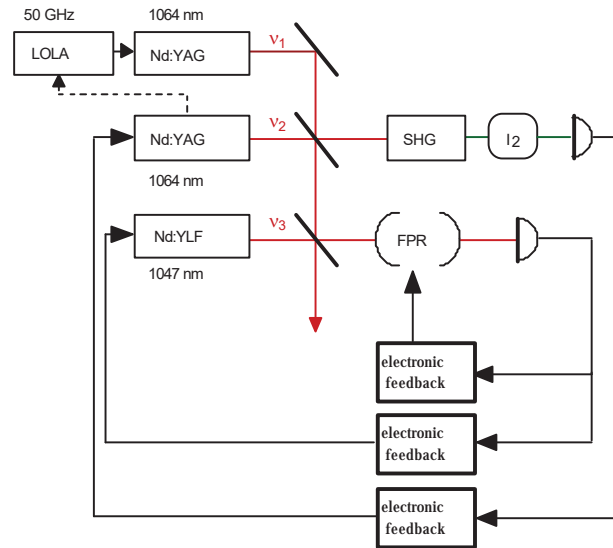 50 GHz
1064 nm
LOLA
Nd:YAG
ν1
Nd:YAG
ν2
SHG
I2
1064 nm
Nd:YLF
ν3
FPR
1047 nm
electronic
feedback
electronic
feedback
electronic
feedback